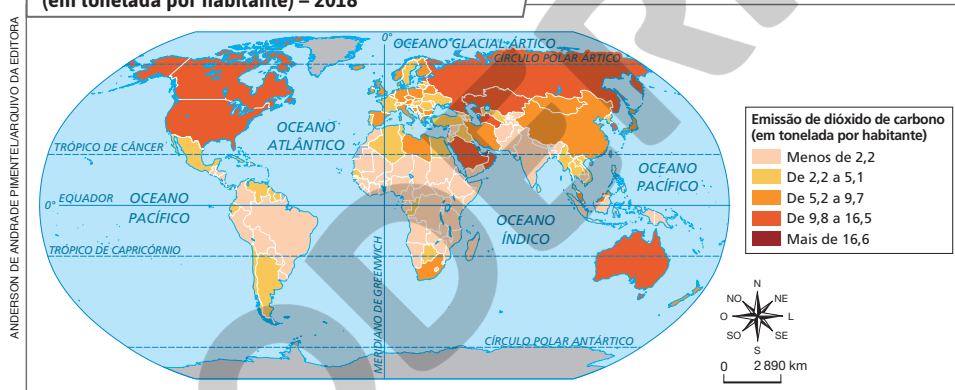 (em tonelada por habitante) – 2018
ANDERSON DE ANDRADE PIMENTEL/ARQUIVO DA EDITORA
0°
OCEANO GLACIAL ÁRTICO
CÍRCULO POLAR ÁRTICO
OCEANO
ATLÂNTICO
TRÓPICO DE CÂNCER
OCEANO
PACÍFICO
0°
EQUADOR
OCEANO
PACÍFICO
OCEANO
ÍNDICO
TRÓPICO DE CAPRICÓRNIO
MERIDIANO DE GREENWICH
CÍRCULO POLAR ANTÁRTICO
Emissão de dióxido de carbono
(em tonelada por habitante)
Menos de 2,2
De 2,2 a 5,1
De 5,2 a 9,7
De 9,8 a 16,5
Mais de 16,6
N
NO
NE
O
L
SO
SE
S
0
2 890 km